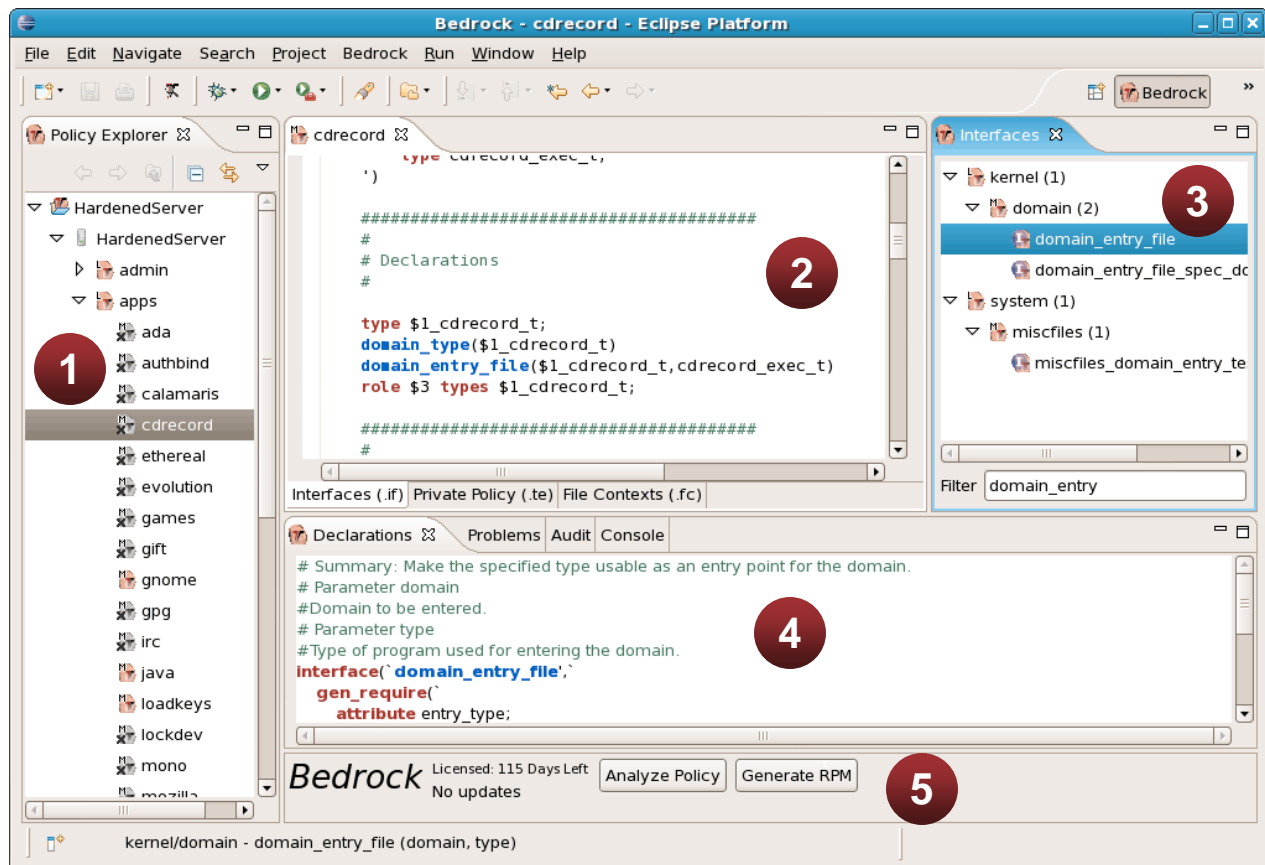 Bedrock - cdrecord - Eclipse Platform
File Edit Navigate Search Project Bedrock Run Window Help
Bedrock »
Policy Explorer
HardenedServer
HardenedServer
admin
apps
ada
authbind
calamaris
cdrecord
ethereal
evolution
games
gift
gnome
gpg
irc
java
loadkeys
lockdev
mono
mozilla
1
cdrecord
type cdrecord_exec_t;
')
########################################
#
# Declarations
#
type $1_cdrecord_t;
domain_type($1_cdrecord_t)
domain_entry_file($1_cdrecord_t,cdrecord_exec_t)
role $3 types $1_cdrecord_t;
########################################
#
2
Interfaces (.if) Private Policy (.te) File Contexts (.fc)
Interfaces
kernel (1)
domain (2)
domain_entry_file
domain_entry_file_spec_dc
system (1)
miscfiles (1)
miscfiles_domain_entry_te
3
Filter domain_entry
Declarations Problems Audit Console
# Summary: Make the specified type usable as an entry point for the domain.
# Parameter domain
#Domain to be entered.
# Parameter type
#Type of program used for entering the domain.
interface(`domain_entry_file',`
gen_require(`
attribute entry_type;
4
Bedrock
Licensed: 115 Days Left
No updates
Analyze Policy
Generate RPM
5
kernel/domain - domain_entry_file (domain, type)